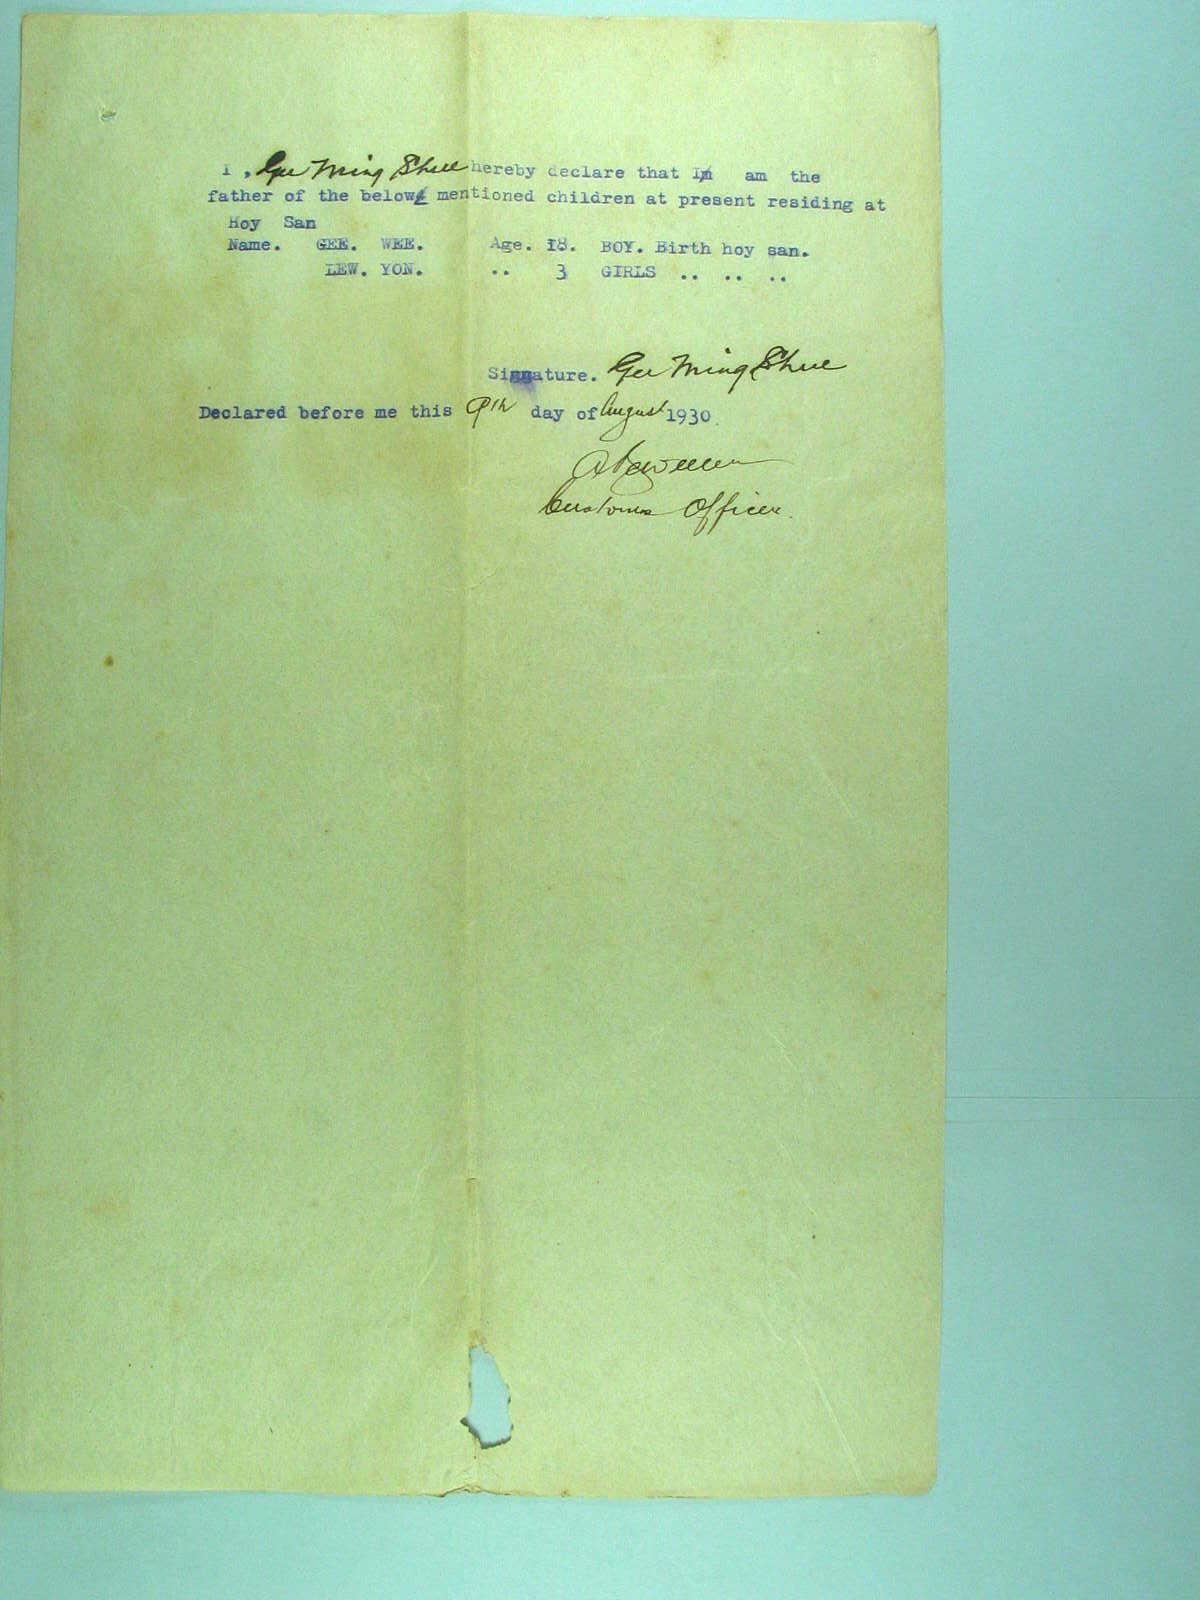 I, Gee Ming Shue hereby declare that I am the
father of the below mentioned children at present residing at
Hoy San
Name. GEE. WEE. Age. 18. BOY. Birth hoy san.
LEW. YON. .. 3 GIRLS .. .. ..
Signature. Gee Ming Shue
Declared before me this 9th day of August 1930.
Customs Officer.